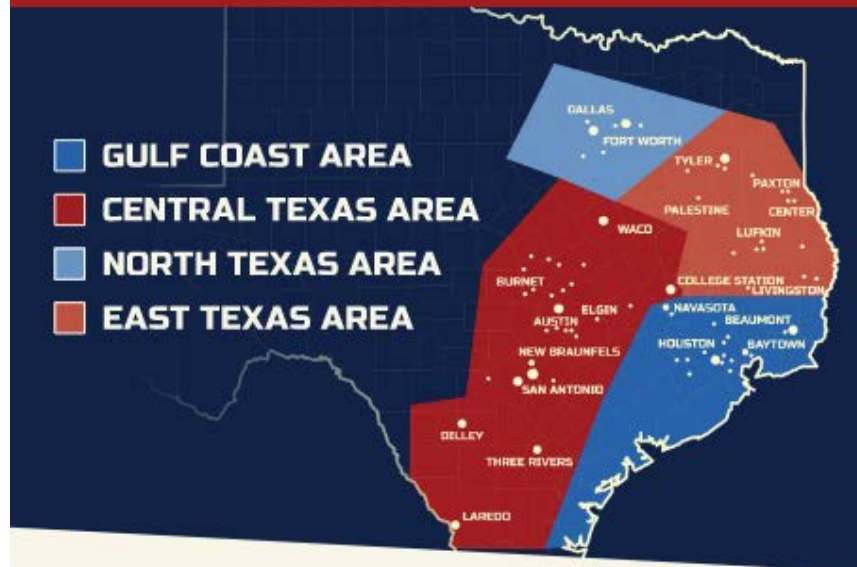 GULF COAST AREA
CENTRAL TEXAS AREA
NORTH TEXAS AREA
EAST TEXAS AREA
DALLAS
FORT WORTH
TYLER
PAXTON
PALESTINE
CENTER
WACO
LUFKIN
BURNET
COLLEGE STATION
LIVINGSTON
ELGIN
NAVASOTA
AUSTIN
BEAUMONT
HOUSTON
BAYTOWN
NEW BRAUNFELS
SAN ANTONIO
DILLEY
THREE RIVERS
LAREDO